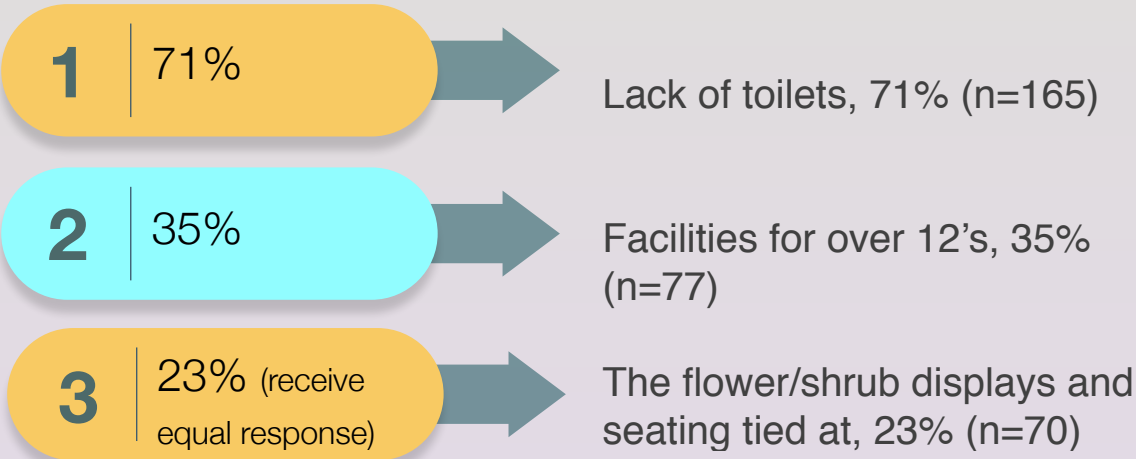 1 71%
Lack of toilets, 71% (n=165)
2 35%
Facilities for over 12’s, 35%
(n=77)
3 23% (receive
equal response)
The flower/shrub displays and
seating tied at, 23% (n=70)